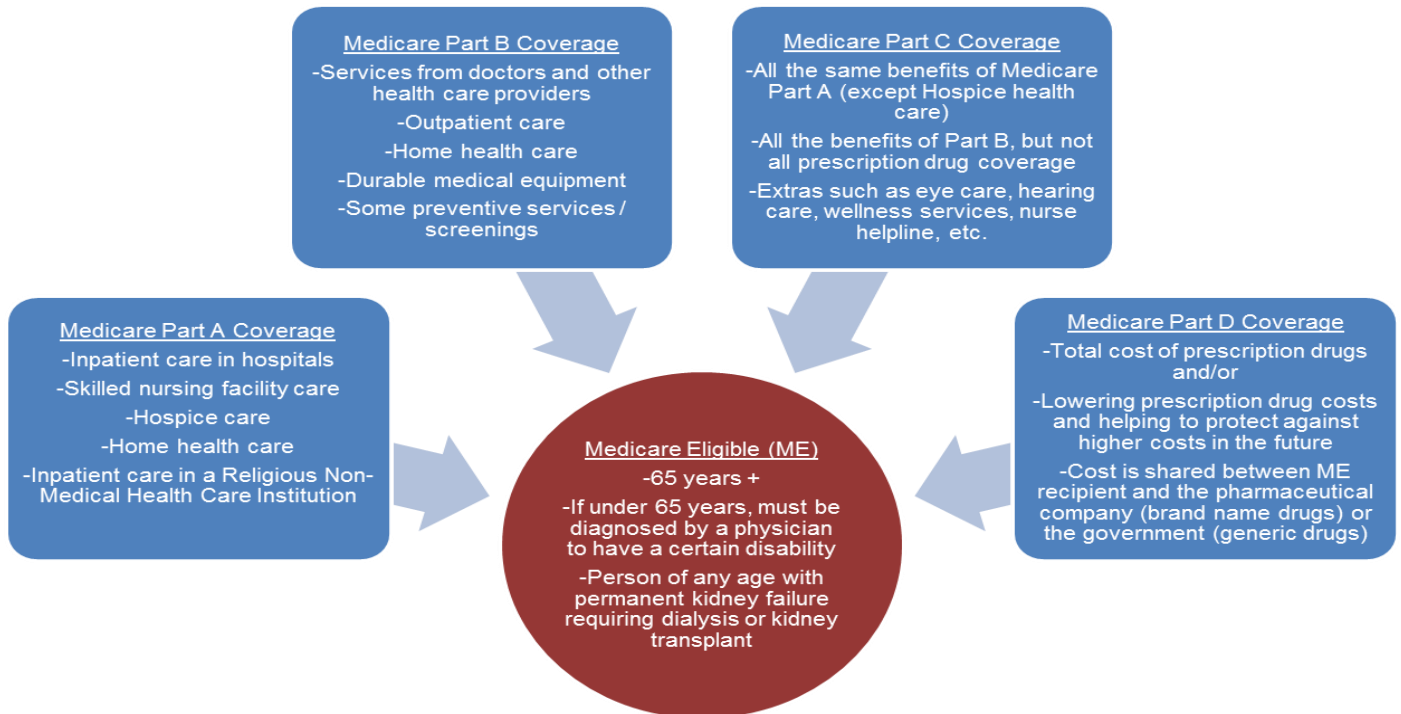 Medicare Part B Coverage
-Services from doctors and other
health care providers
-Outpatient care
-Home health care
-Durable medical equipment
-Some preventive services /
screenings
Medicare Part C Coverage
-All the same benefits of Medicare
Part A (except Hospice health
care)
-All the benefits of Part B, but not
all prescription drug coverage
-Extras such as eye care, hearing
care, wellness services, nurse
helpline, etc.
Medicare Part A Coverage
-Inpatient care in hospitals
-Skilled nursing facility care
-Hospice care
-Home health care
-Inpatient care in a Religious Non-
Medical Health Care Institution
Medicare Part D Coverage
-Total cost of prescription drugs
and/or
-Lowering prescription drug costs
and helping to protect against
higher costs in the future
-Cost is shared between ME
recipient and the pharmaceutical
company (brand name drugs) or
the government (generic drugs)
Medicare Eligible (ME)
-65 years +
-If under 65 years, must be
diagnosed by a physician
to have a certain disability
-Person of any age with
permanent kidney failure
requiring dialysis or kidney
transplant